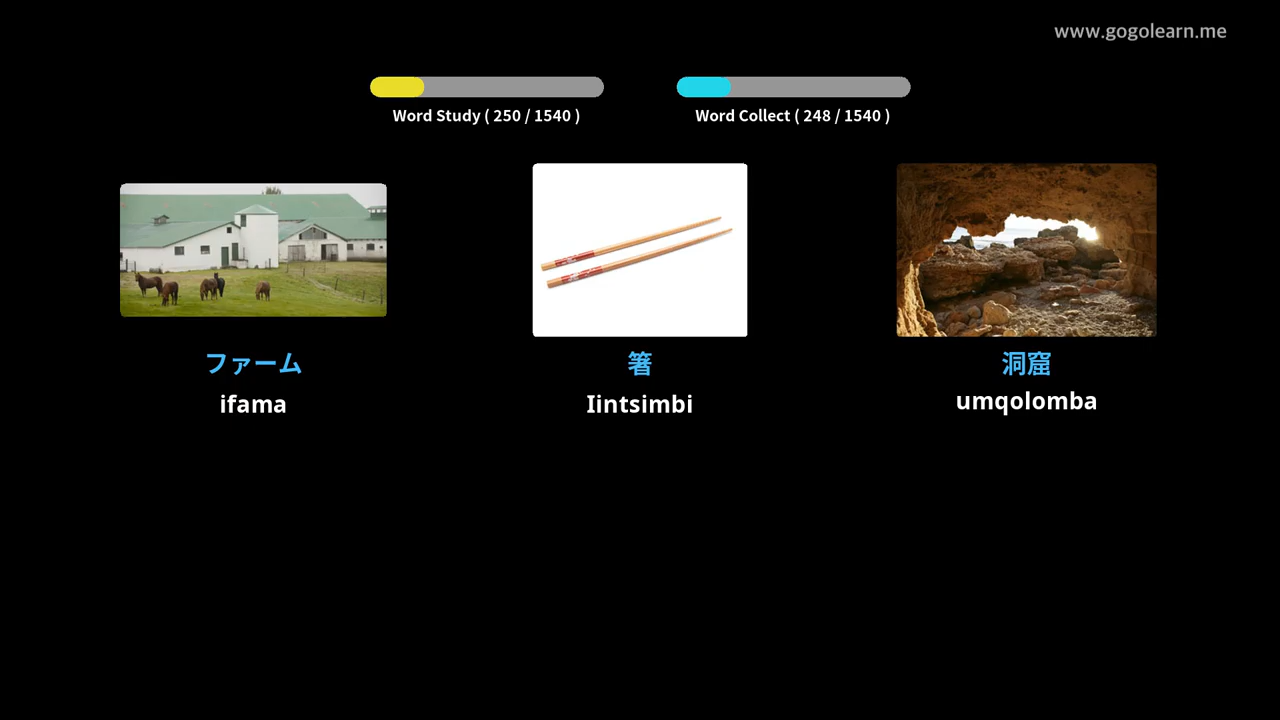 www.gogolearn.me
Word Study ( 250 / 1540 )
Word Collect ( 248 / 1540 )
ファーム
箸
洞窟
ifama
Iintsimbi
umqolomba